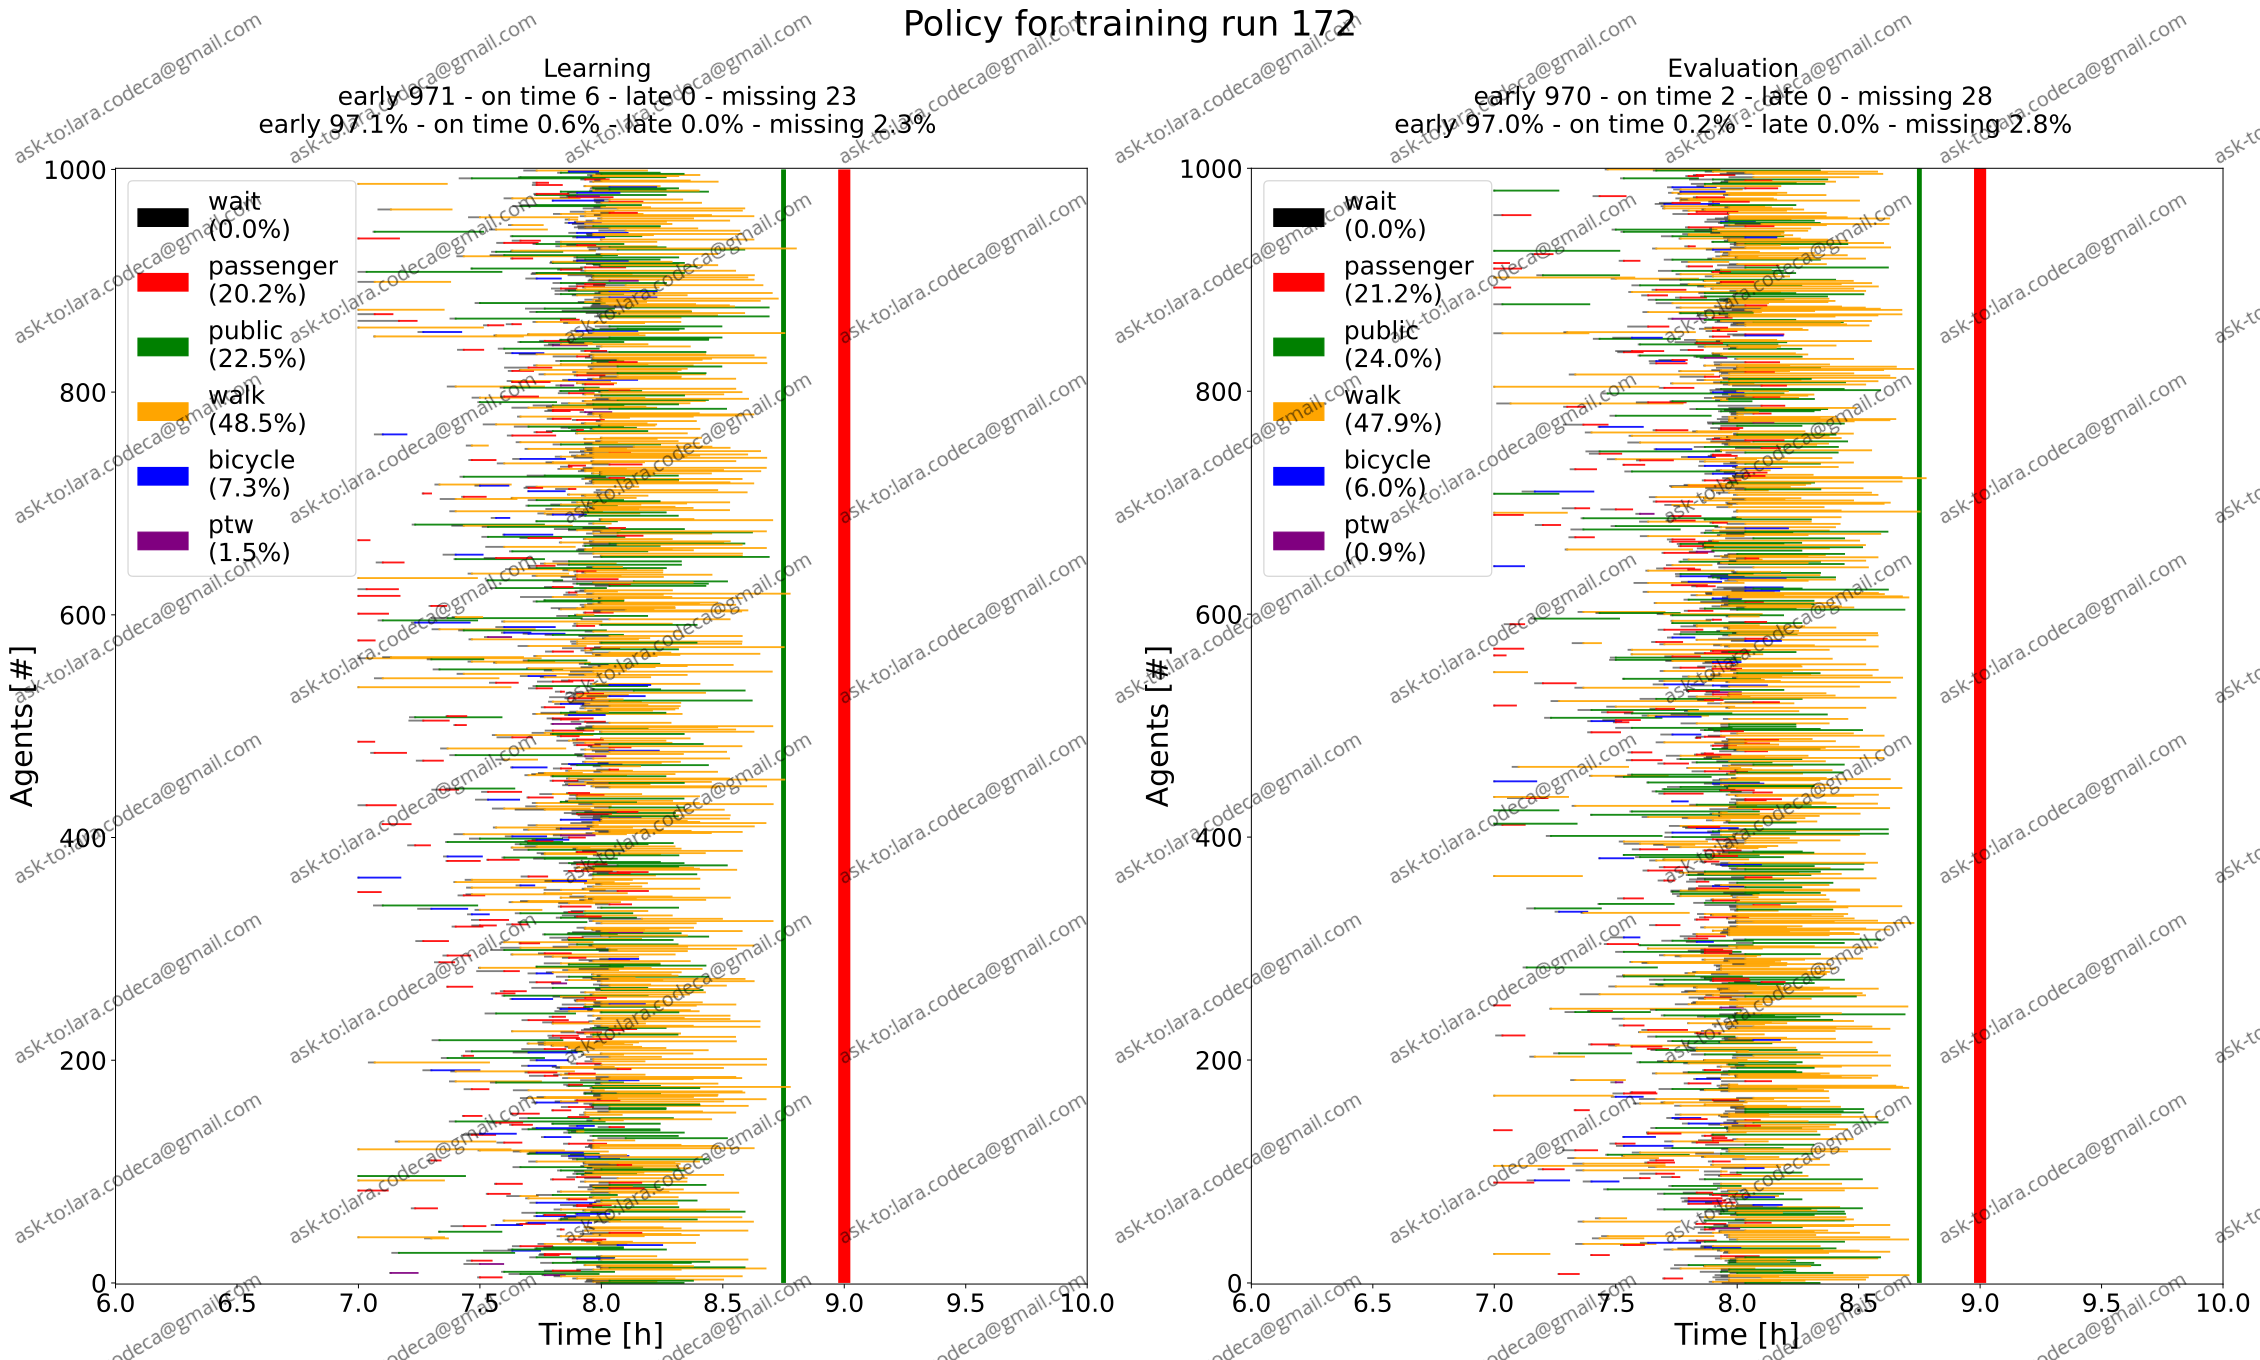 Policy for training run 172
Learning
early 971 - on time 6 - late 0 - missing 23
early 97.1% - on time 0.6% - late 0.0% - missing 2.3%
Evaluation
early 970 - on time 2 - late 0 - missing 28
early 97.0% - on time 0.2% - late 0.0% - missing 2.8%
wait
(0.0%)
passenger
(20.2%)
public
(22.5%)
walk
(48.5%)
bicycle
(7.3%)
ptw
(1.5%)
Agents [#]
1000
800
600
400
200
0
6.0 6.5 7.0 7.5 8.0 8.5 9.0 9.5 10.0
Time [h]
wait
(0.0%)
passenger
(21.2%)
public
(24.0%)
walk
(47.9%)
bicycle
(6.0%)
ptw
(0.9%)
Agents [#]
1000
800
600
400
200
0
6.0 6.5 7.0 7.5 8.0 8.5 9.0 9.5 10.0
Time [h]
ask-to:lara.codeca@gmail.com